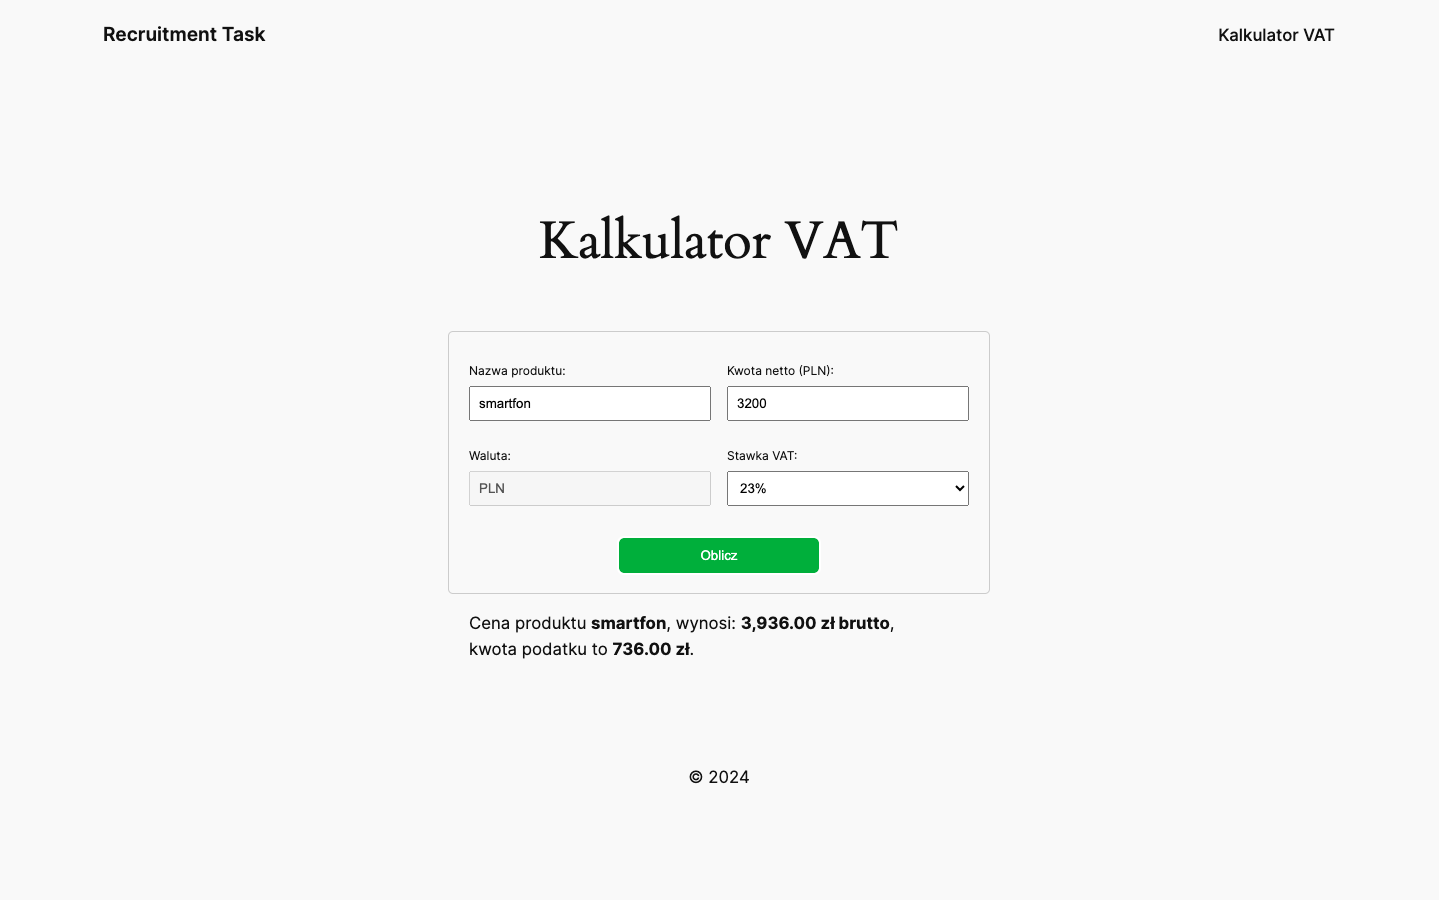 Recruitment Task
Kalkulator VAT
Kalkulator VAT
Nazwa produktu:
Kwota netto (PLN):
smartfon
3200
Waluta:
Stawka VAT:
PLN
23%
Oblicz
Cena produktu smartfon, wynosi: 3,936.00 zł brutto,
kwota podatku to 736.00 zł.
© 2024